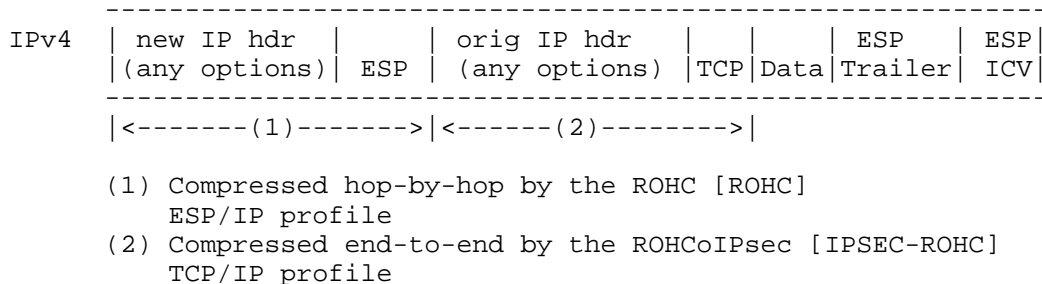 -----------------------------------------------------------
IPv4  | new IP hdr  |     | orig IP hdr   |   |    | ESP   | ESP|
      |(any options)| ESP | (any options) |TCP|Data|Trailer| ICV|
-----------------------------------------------------------
      |<-------(1)------->|<------(2)-------->|
(1) Compressed hop-by-hop by the ROHC [ROHC]
ESP/IP profile
(2) Compressed end-to-end by the ROHCoIPsec [IPSEC-ROHC]
TCP/IP profile